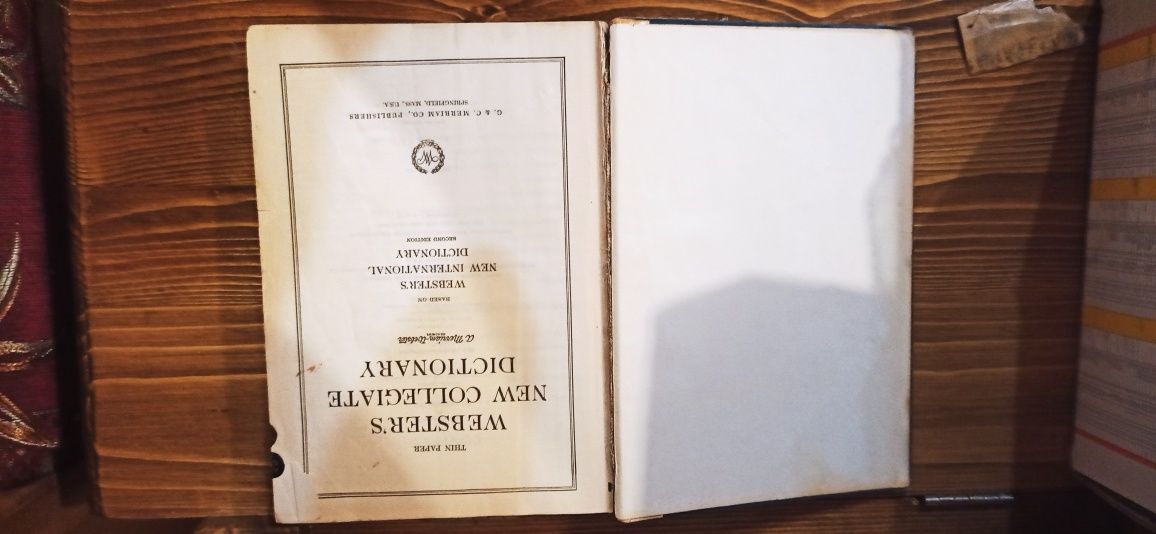 THIN PAPER
WEBSTER'S
NEW COLLEGIATE
DICTIONARY
A Merriam-Webster
BASED ON
WEBSTER'S
NEW INTERNATIONAL
DICTIONARY
SECOND EDITION
G. & C. MERRIAM CO., PUBLISHERS
SPRINGFIELD, MASS., U.S.A.